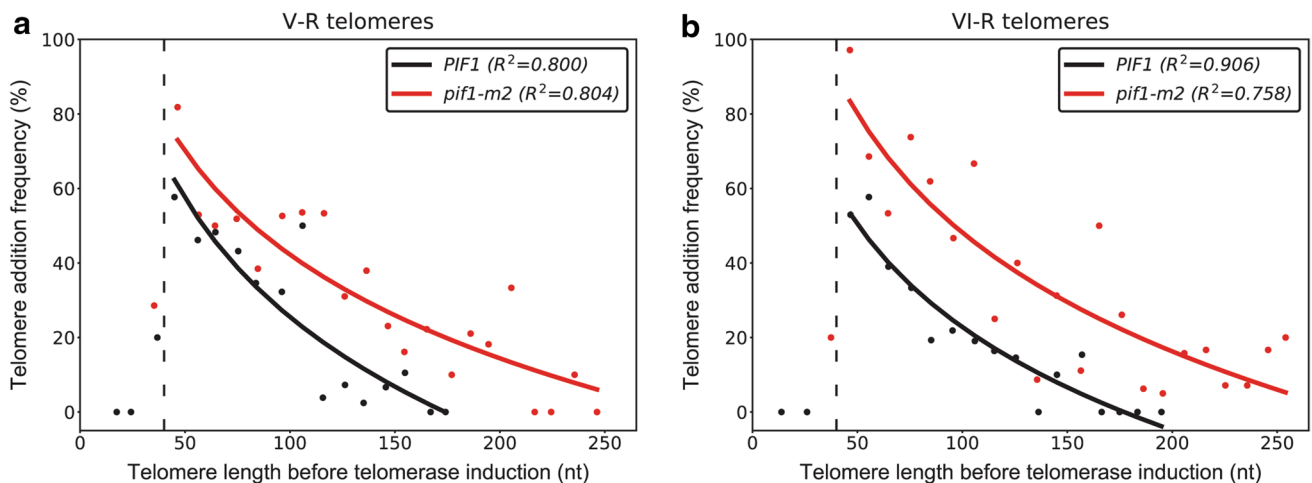 a
V-R telomeres
Telomere addition frequency (%)
100
80
60
40
20
0
PIF1 (R²=0.800)
pif1-m2 (R²=0.804)
0 50 100 150 200 250
Telomere length before telomerase induction (nt)
b
VI-R telomeres
Telomere addition frequency (%)
100
80
60
40
20
0
PIF1 (R²=0.906)
pif1-m2 (R²=0.758)
0 50 100 150 200 250
Telomere length before telomerase induction (nt)